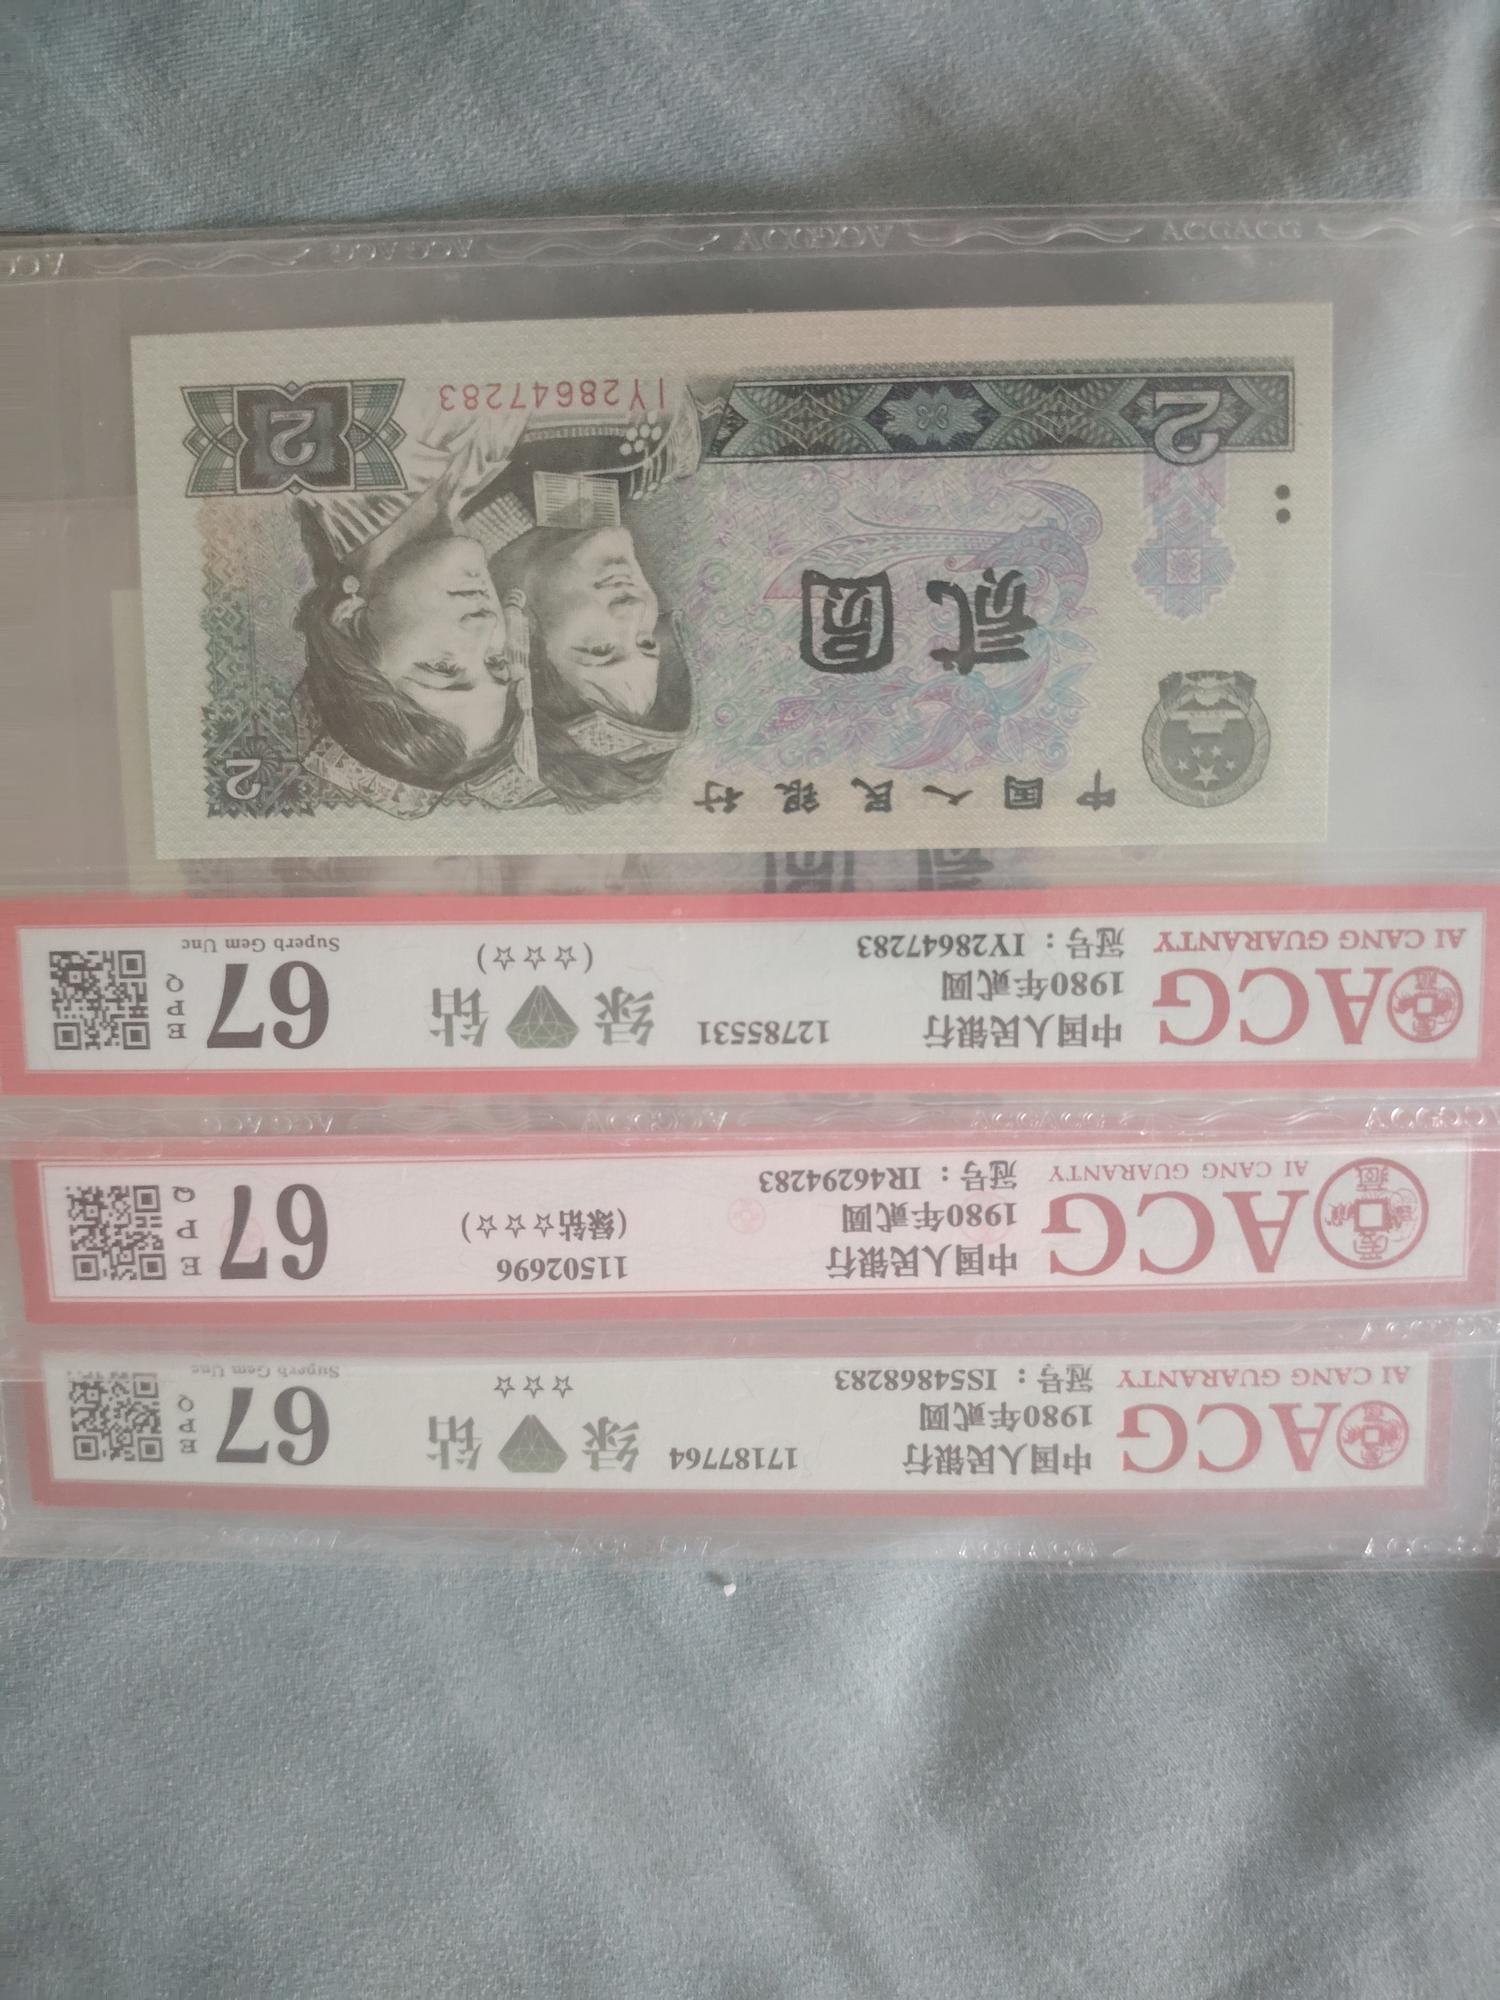 中国人民银行
贰圆
2
2
2
IY28647283
ACG
AI CANG GUARANTY
中国人民银行
1980年贰圆
冠号：IY28647283
12785531
绿钻
(☆☆☆)
67
EPQ
Superb Gem Unc
ACG
AI CANG GUARANTY
中国人民银行
1980年贰圆
冠号：IR46294283
11502696
(绿钻☆☆☆)
67
EPQ
ACG
AI CANG GUARANTY
中国人民银行
1980年贰圆
冠号：IS54868283
17187764
绿钻
☆☆☆
67
EPQ
Superb Gem Unc